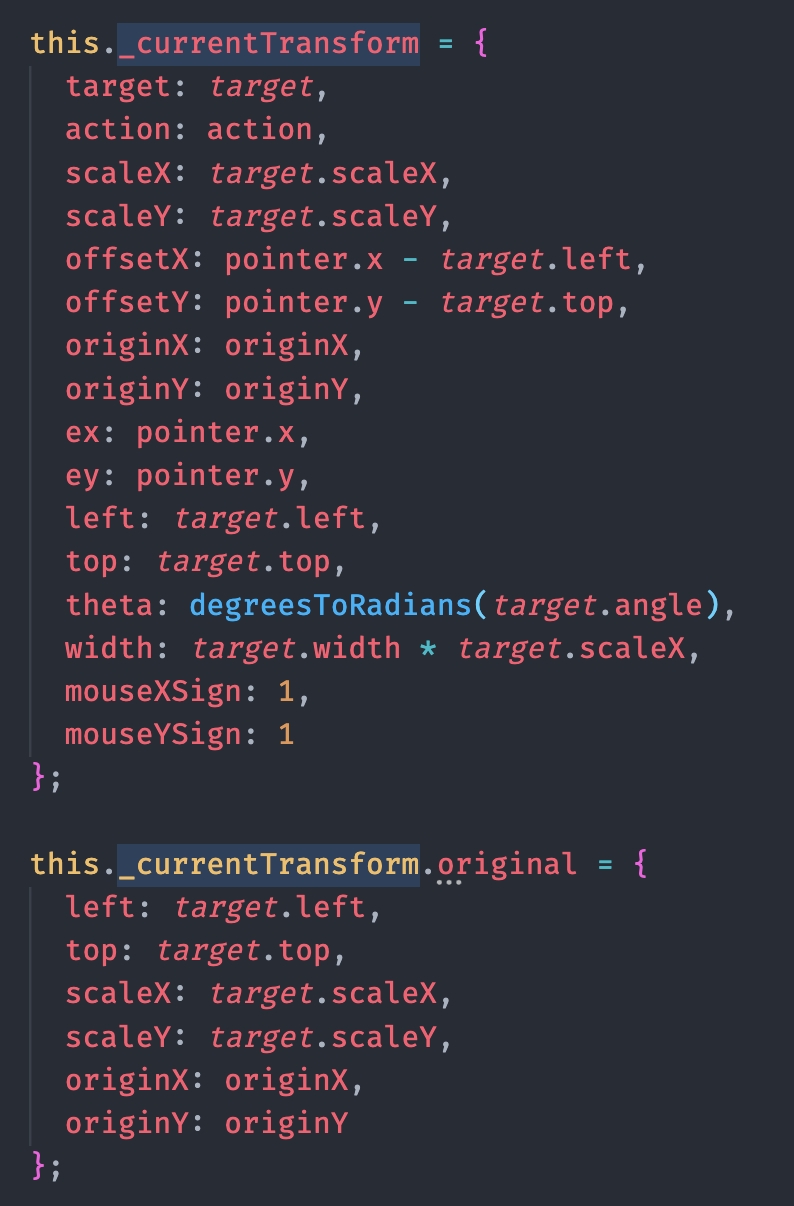 this._currentTransform = {
  target: target,
  action: action,
  scaleX: target.scaleX,
  scaleY: target.scaleY,
  offsetX: pointer.x - target.left,
  offsetY: pointer.y - target.top,
  originX: originX,
  originY: originY,
  ex: pointer.x,
  ey: pointer.y,
  left: target.left,
  top: target.top,
  theta: degreesToRadians(target.angle),
  width: target.width * target.scaleX,
  mouseXSign: 1,
  mouseYSign: 1
};

this._currentTransform.original = {
  left: target.left,
  top: target.top,
  scaleX: target.scaleX,
  scaleY: target.scaleY,
  originX: originX,
  originY: originY
};